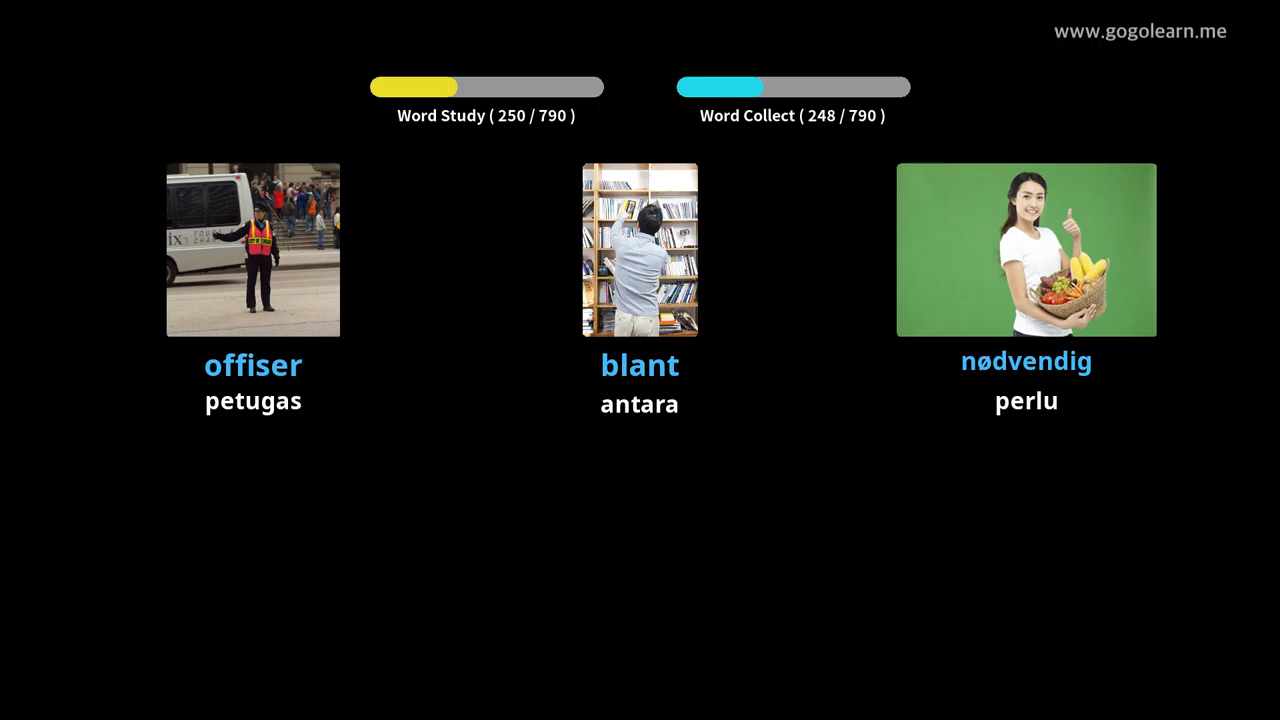 www.gogolearn.me
Word Study ( 250 / 790 )
Word Collect ( 248 / 790 )
offiser
petugas
blant
antara
nødvendig
perlu